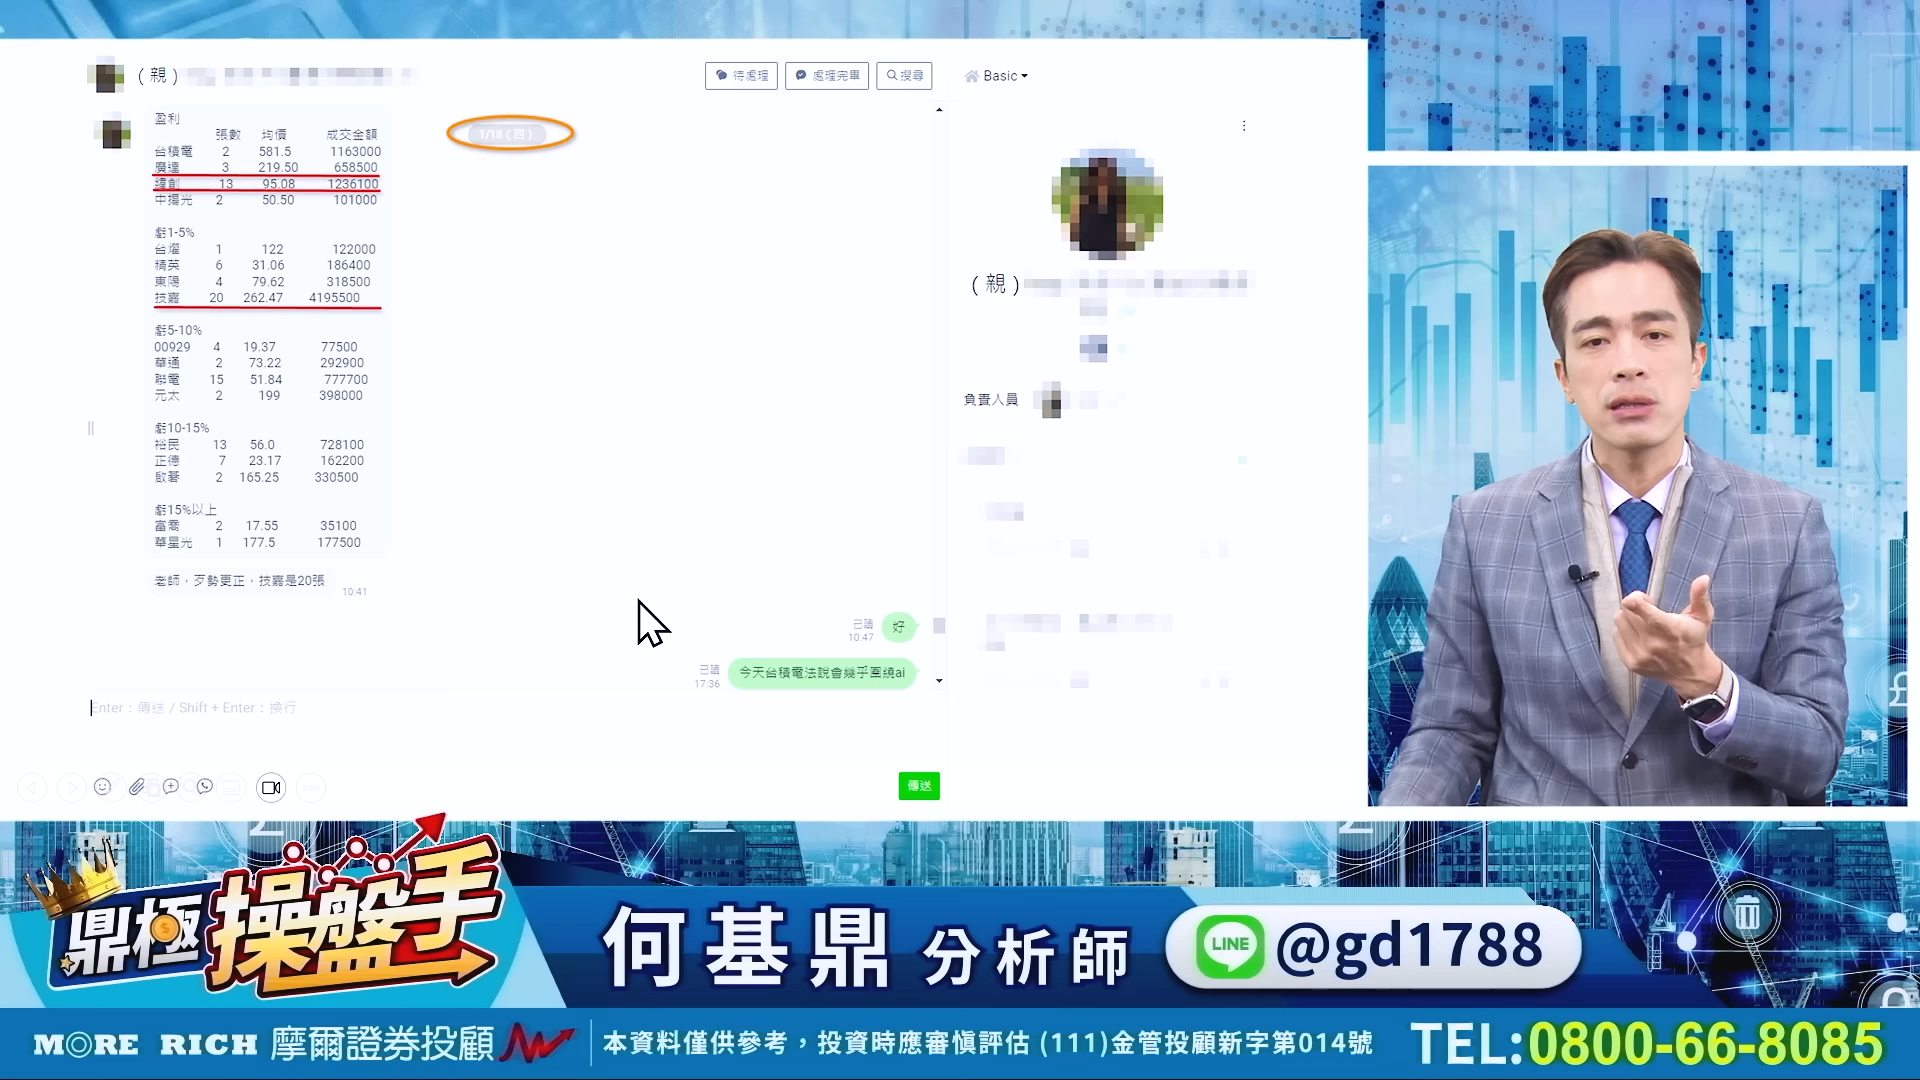 (親)
待處理
處理完畢
搜尋
Basic
1/18(四)
盈利
張數 均價 成交金額
台積電 2 581.5 1163000
廣達 3 219.50 658500
緯創 13 95.08 1236100
中揚光 2 50.50 101000
虧1-5%
台燿 1 122 122000
精英 6 31.06 186400
東陽 4 79.62 318500
技嘉 20 262.47 4195500
虧5-10%
00929 4 19.37 77500
華通 2 73.22 292900
聯電 15 51.84 777700
元太 2 199 398000
虧10-15%
裕民 13 56.0 728100
正德 7 23.17 162200
啟碁 2 165.25 330500
虧15%以上
富喬 2 17.55 35100
華星光 1 177.5 177500
老師，歹勢更正，技嘉是20張
10:41
已讀
10:47
好
已讀
17:36
今天台積電法說會幾乎圍繞ai
Enter：傳送 / Shift + Enter：換行
傳送
(親)
負責人員
鼎極操盤手
何基鼎 分析師
LINE @gd1788
MORE RICH 摩爾證券投顧
本資料僅供參考，投資時應審慎評估 (111)金管投顧新字第014號
TEL:0800-66-8085